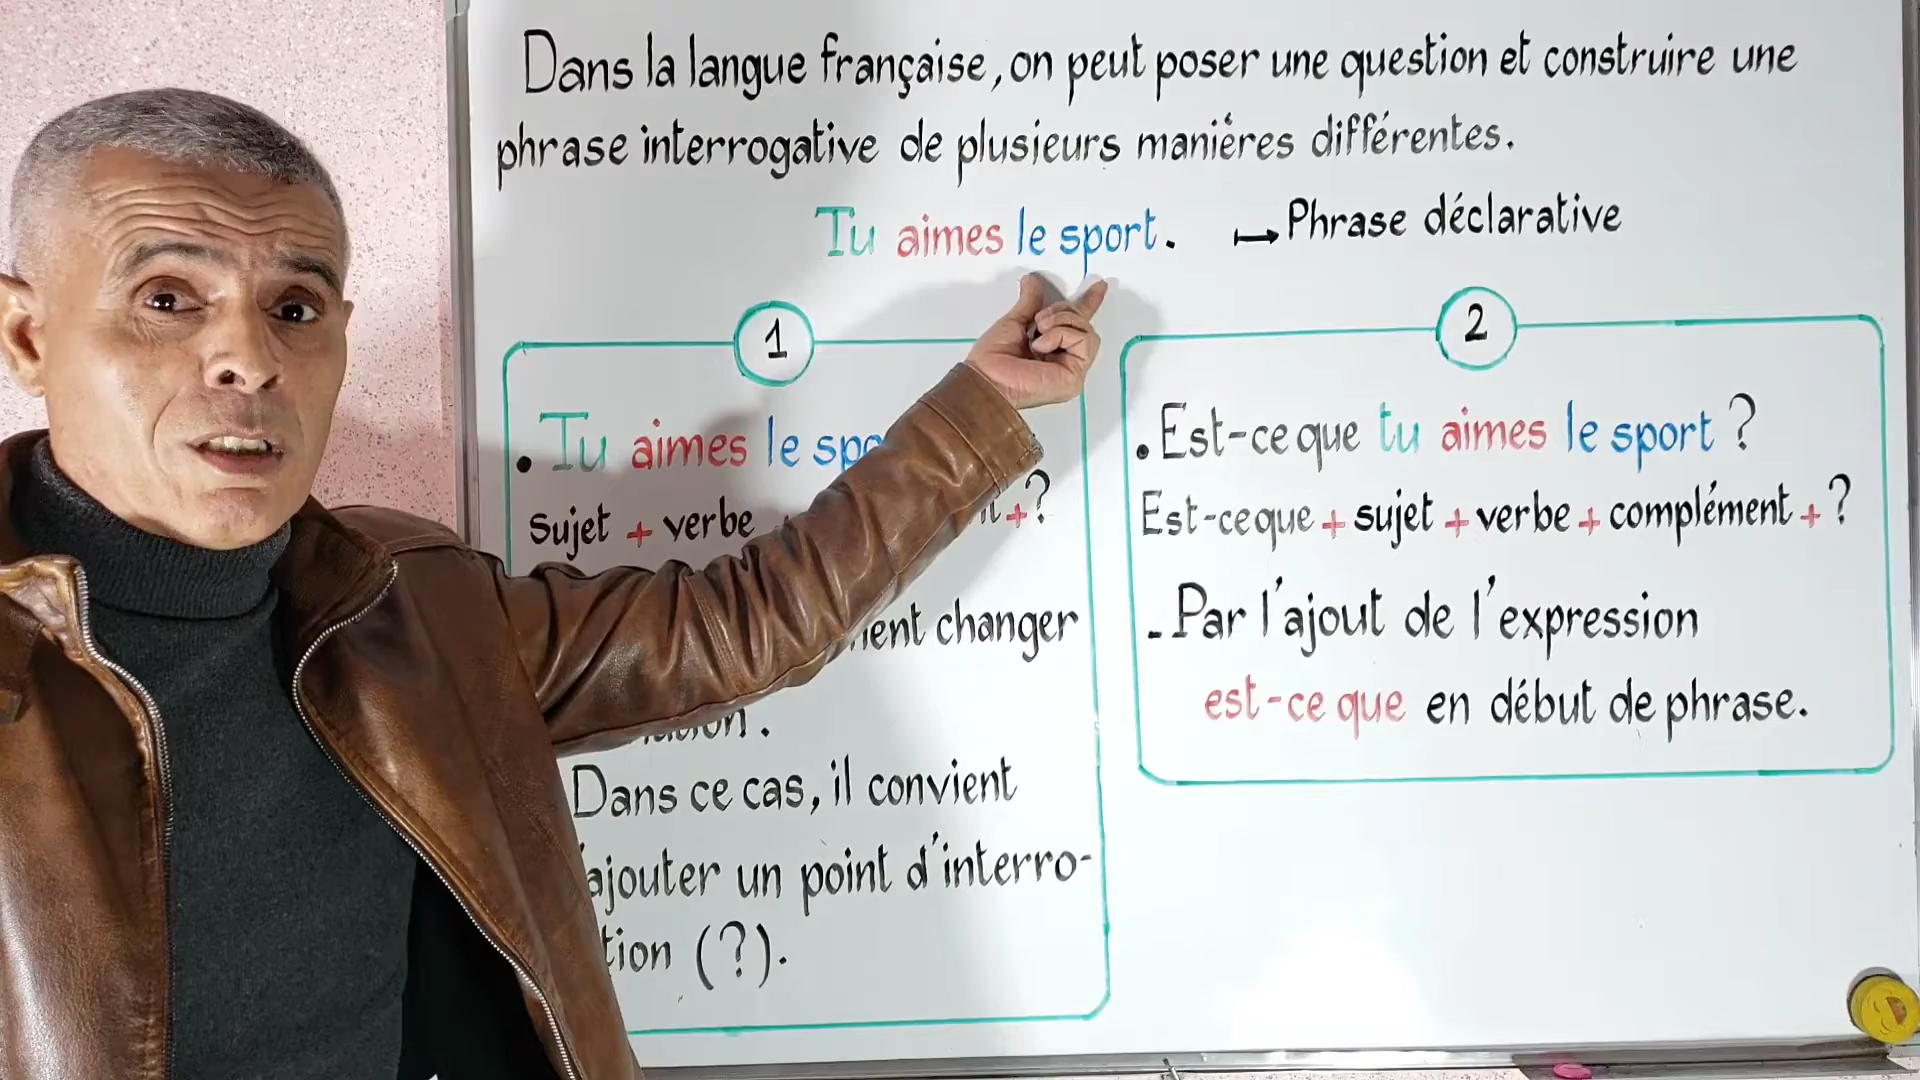 Dans la langue française, on peut poser une question et construire une
phrase interrogative de plusieurs manières différentes.
Tu aimes le sport. ↦ Phrase déclarative
1
• Tu aimes le
sujet + verbe + ?
changer
Dans ce cas, il convient
ajouter un point d'interro-
tion (?).
2
• Est-ce que tu aimes le sport ?
Est-ce que + sujet + verbe + complément + ?
- Par l'ajout de l'expression
est-ce que en début de phrase.